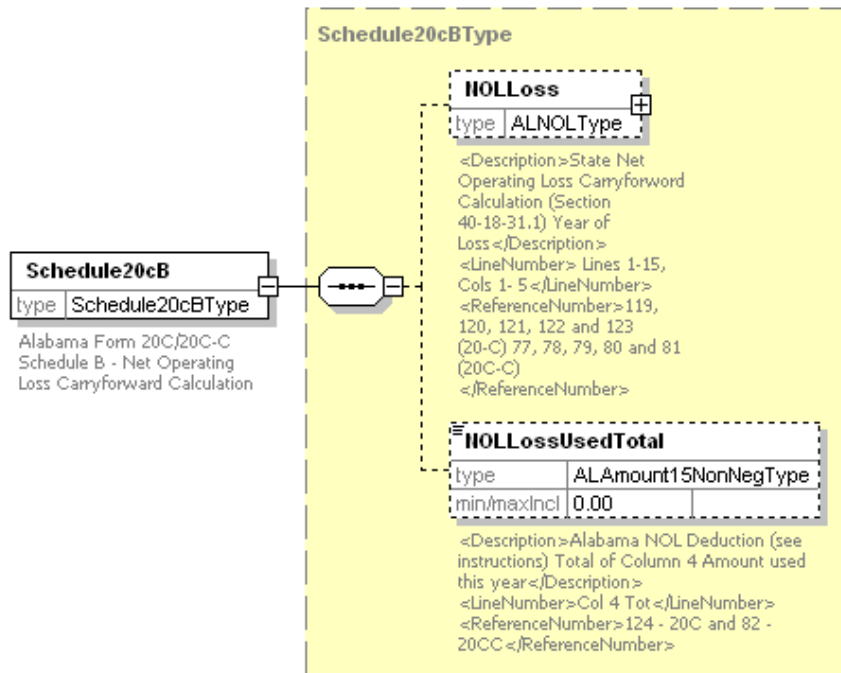 Schedule20cBType
NOLLoss
type ALNOLType
<Description>State Net
Operating Loss Carryforword
Calculation (Section
40-18-31.1) Year of
Loss</Description>
<LineNumber> Lines 1-15,
Cols 1- 5</LineNumber>
<ReferenceNumber>119,
120, 121, 122 and 123
(20-C) 77, 78, 79, 80 and 81
(20C-C)
</ReferenceNumber>
Schedule20cB
type Schedule20cBType
Alabama Form 20C/20C-C
Schedule B - Net Operating
Loss Carryforward Calculation
NOLLossUsedTotal
type ALAmount15NonNegType
min/maxIncl 0.00
<Description>Alabama NOL Deduction (see
instructions) Total of Column 4 Amount used
this year</Description>
<LineNumber>Col 4 Tot</LineNumber>
<ReferenceNumber>124 - 20C and 82 -
20CC</ReferenceNumber>